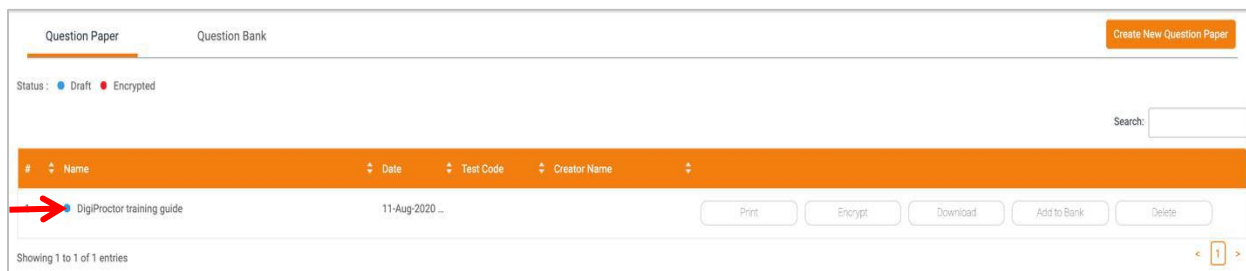 Question Paper Question Bank Create New Question Paper
Status : Draft Encrypted
Search:
# Name Date Test Code Creator Name
DigiProctor training guide 11-Aug-2020 ... Print Encrypt Download Add to Bank Delete
Showing 1 to 1 of 1 entries < 1 >